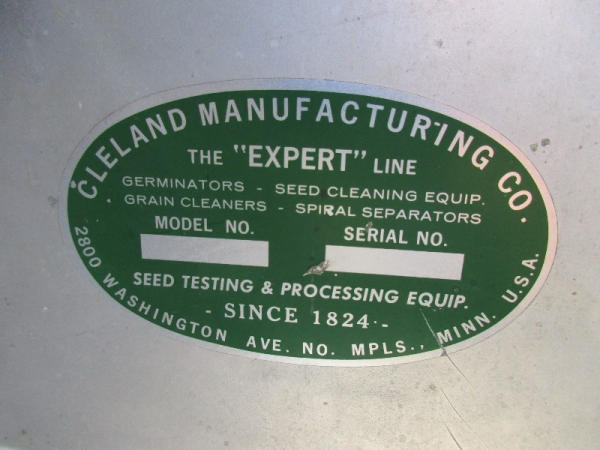 CLELAND MANUFACTURING CO.
THE "EXPERT" LINE
GERMINATORS - SEED CLEANING EQUIP.
GRAIN CLEANERS - SPIRAL SEPARATORS
MODEL NO. SERIAL NO.
SEED TESTING & PROCESSING EQUIP.
- SINCE 1824 -
2800 WASHINGTON AVE. NO. MPLS., MINN. U.S.A.